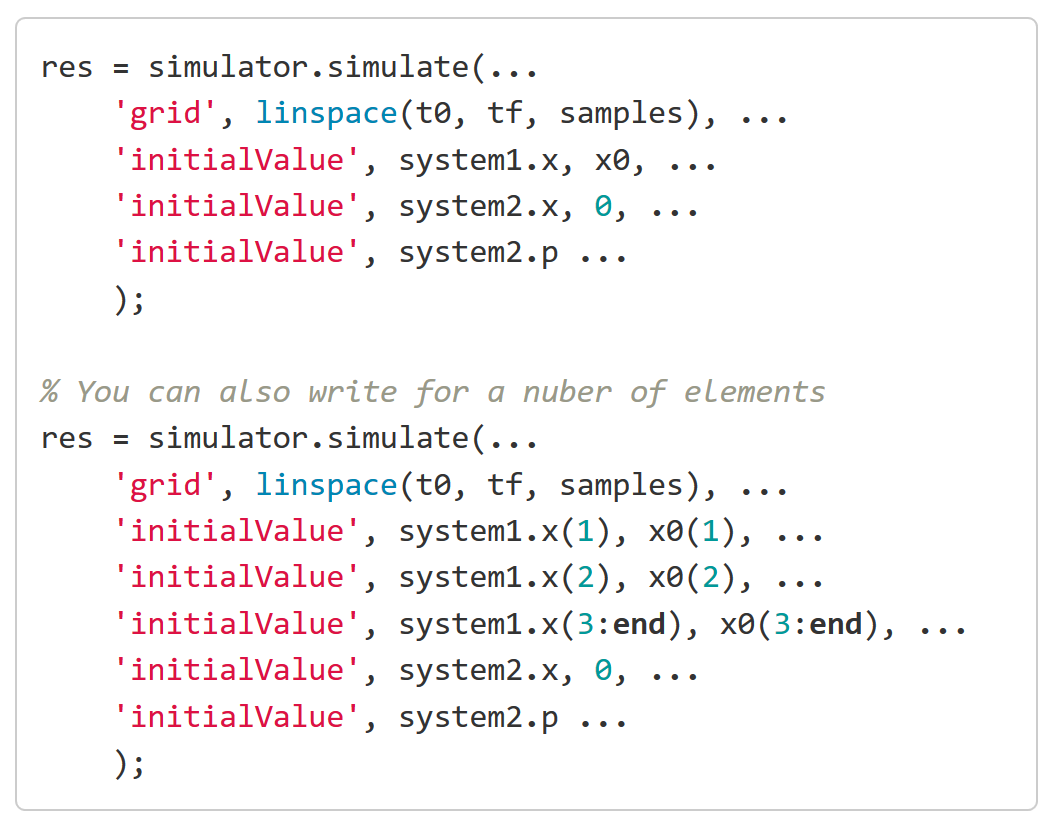 res = simulator.simulate(...
    'grid', linspace(t0, tf, samples), ...
    'initialValue', system1.x, x0, ...
    'initialValue', system2.x, 0, ...
    'initialValue', system2.p ...
    );

% You can also write for a nuber of elements
res = simulator.simulate(...
    'grid', linspace(t0, tf, samples), ...
    'initialValue', system1.x(1), x0(1), ...
    'initialValue', system1.x(2), x0(2), ...
    'initialValue', system1.x(3:end), x0(3:end), ...
    'initialValue', system2.x, 0, ...
    'initialValue', system2.p ...
    );